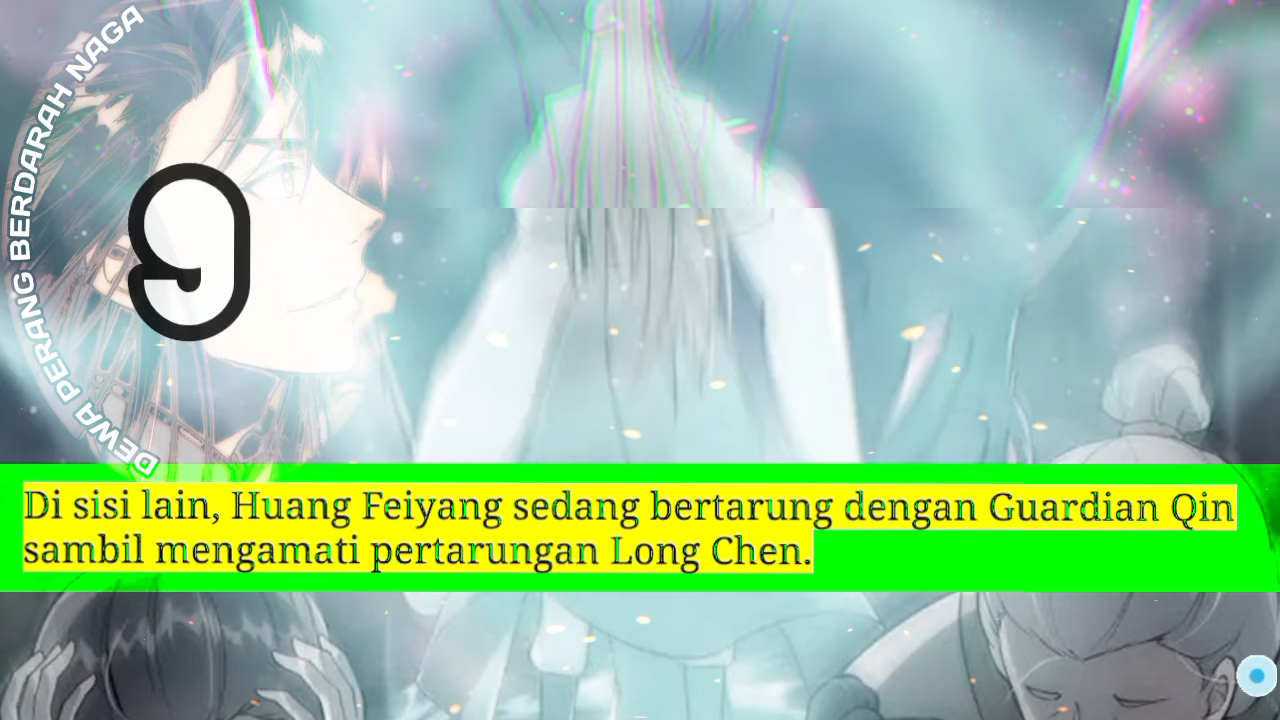 DEWA PERANG BERDARAH NAGA
Di sisi lain, Huang Feiyang sedang bertarung dengan Guardian Qin
sambil mengamati pertarungan Long Chen.